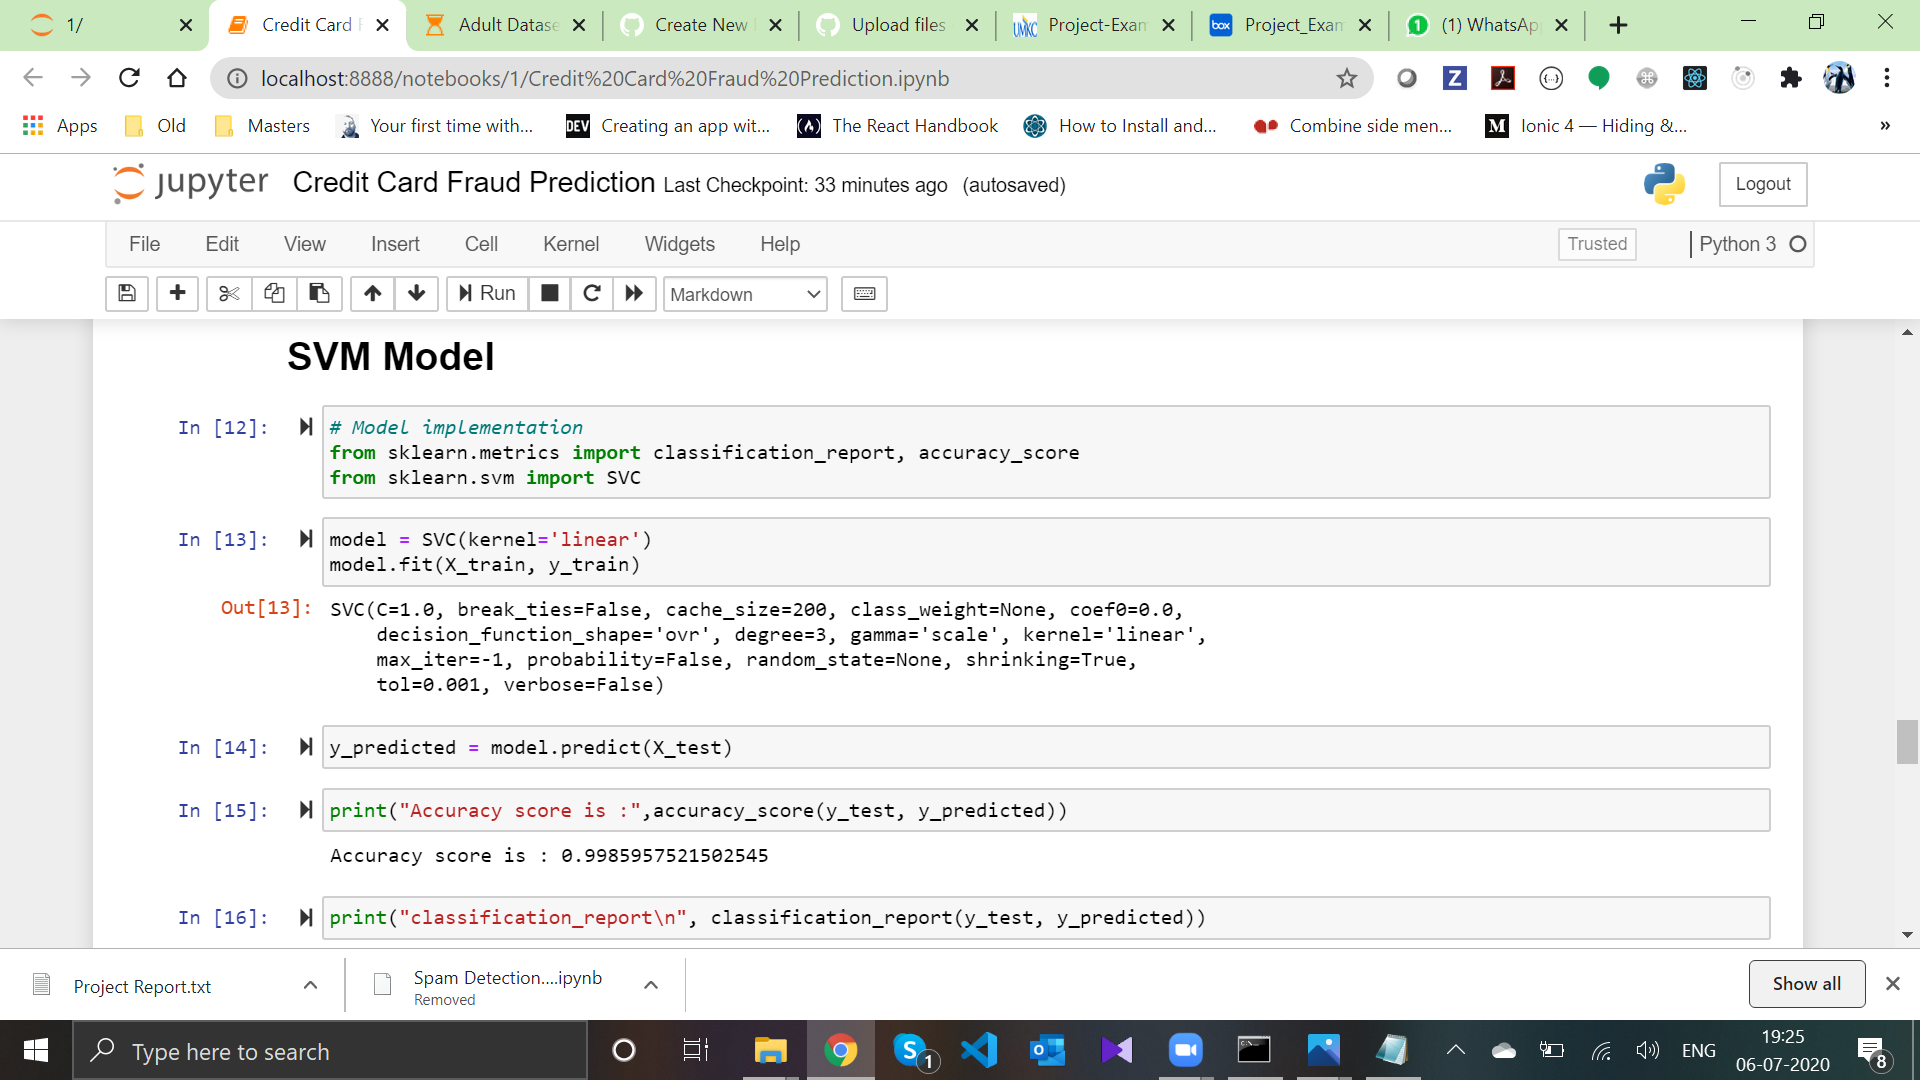 1/
Credit Card
Adult Datase
Create New
Upload files
Project-Exam
Project_Exam
(1) WhatsAp
localhost:8888/notebooks/1/Credit%20Card%20Fraud%20Prediction.ipynb
Apps
Old
Masters
Your first time with...
DEV Creating an app wit...
The React Handbook
How to Install and...
Combine side men...
Ionic 4 — Hiding &...
»
jupyter Credit Card Fraud Prediction Last Checkpoint: 33 minutes ago (autosaved)
Logout
File Edit View Insert Cell Kernel Widgets Help
Trusted
Python 3
Run
Markdown
SVM Model
In [12]:
# Model implementation
from sklearn.metrics import classification_report, accuracy_score
from sklearn.svm import SVC
In [13]:
model = SVC(kernel='linear')
model.fit(X_train, y_train)
Out[13]:
SVC(C=1.0, break_ties=False, cache_size=200, class_weight=None, coef0=0.0,
decision_function_shape='ovr', degree=3, gamma='scale', kernel='linear',
max_iter=-1, probability=False, random_state=None, shrinking=True,
tol=0.001, verbose=False)
In [14]:
y_predicted = model.predict(X_test)
In [15]:
print("Accuracy score is :",accuracy_score(y_test, y_predicted))
Accuracy score is : 0.9985957521502545
In [16]:
print("classification_report\n", classification_report(y_test, y_predicted))
Project Report.txt
Spam Detection....ipynb
Removed
Show all
Type here to search
1
ENG
19:25
06-07-2020
8